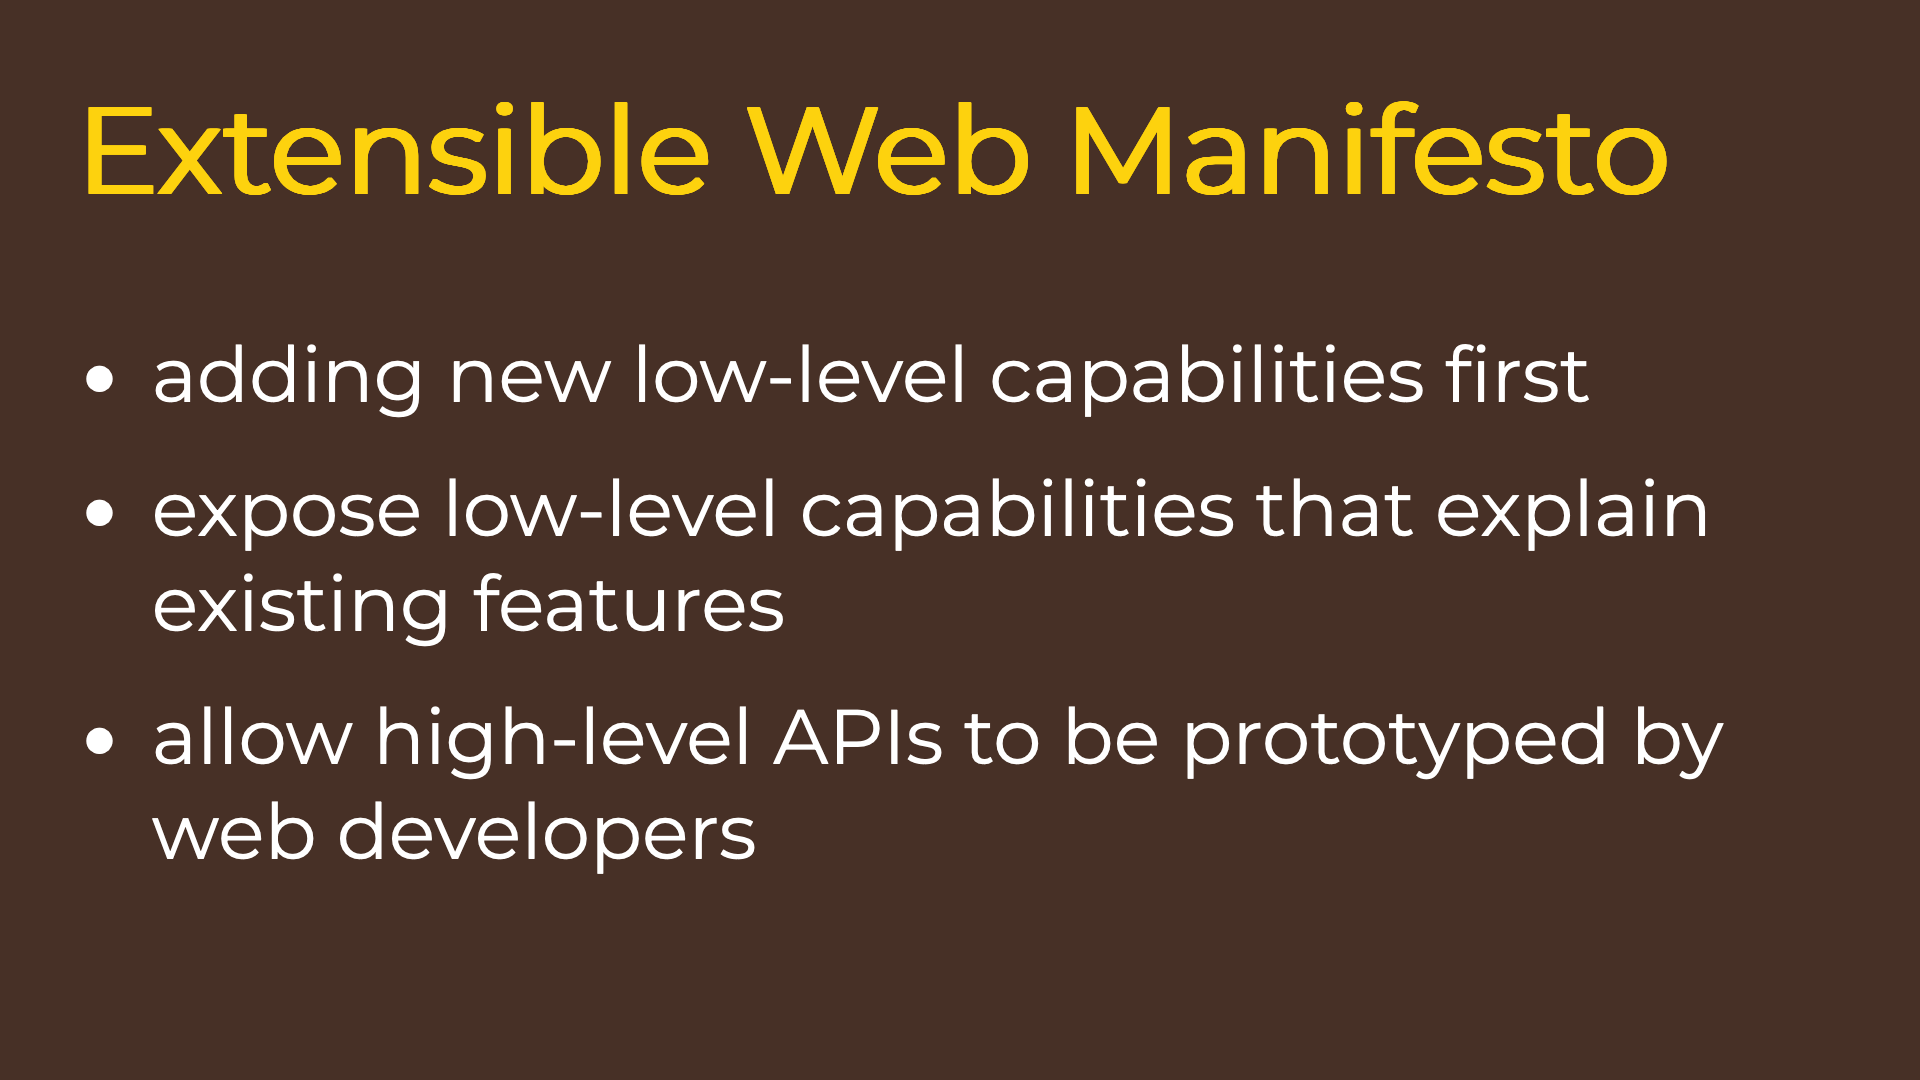 Extensible Web Manifesto
• adding new low-level capabilities first
• expose low-level capabilities that explain
existing features
• allow high-level APIs to be prototyped by
web developers